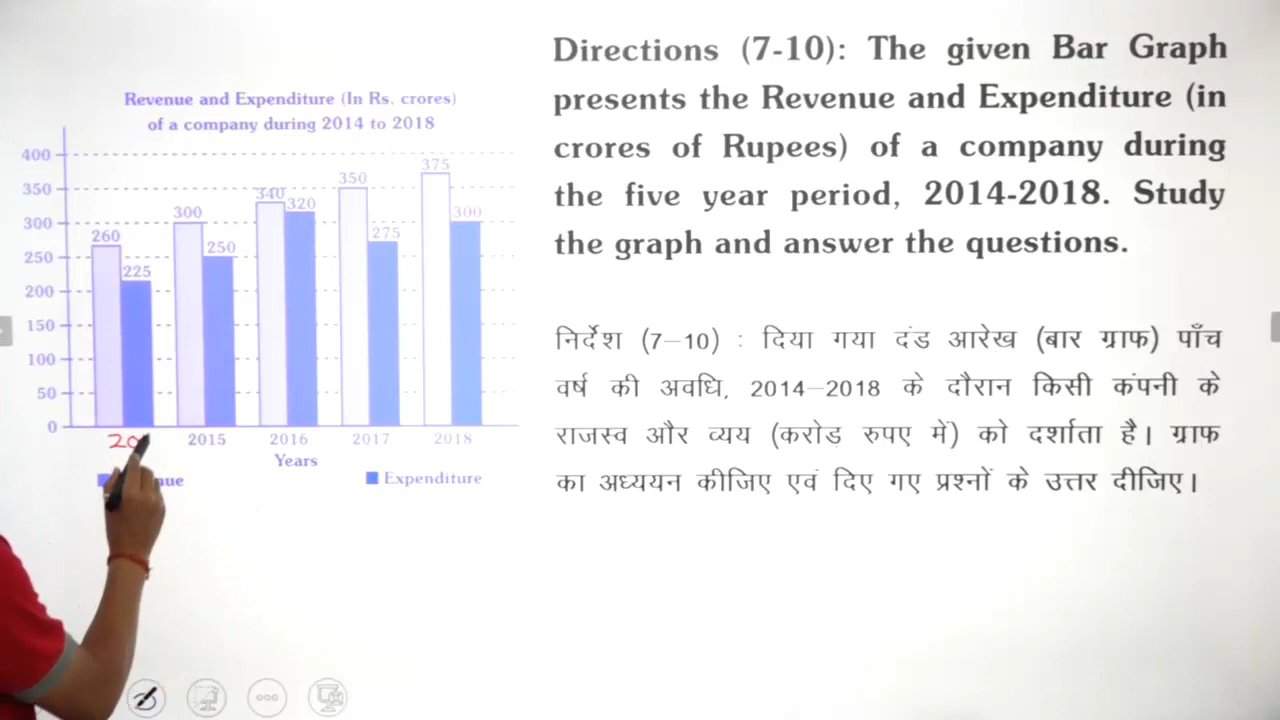 Revenue and Expenditure (In Rs. crores)
of a company during 2014 to 2018
400
350
300
250
200
150
100
50
0
260
225
300
250
340
320
350
275
375
300
20
2015
2016
2017
2018
Years
Expenditure
Directions (7-10): The given Bar Graph
presents the Revenue and Expenditure (in
crores of Rupees) of a company during
the five year period, 2014-2018. Study
the graph and answer the questions.
निर्देश (7–10) : दिया गया दंड आरेख (बार ग्राफ) पाँच
वर्ष की अवधि, 2014–2018 के दौरान किसी कंपनी के
राजस्व और व्यय (करोड रुपए में) को दर्शाता है। ग्राफ
का अध्ययन कीजिए एवं दिए गए प्रश्नों के उत्तर दीजिए।